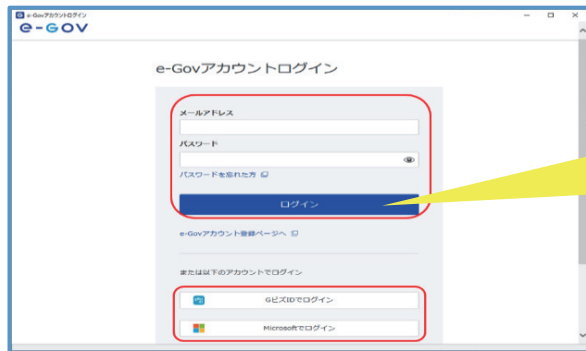 e-Govアカウントログイン
e-GOV
e-Govアカウントログイン
メールアドレス
パスワード
パスワードを忘れた方
ログイン
e-Govアカウント登録ページへ
または以下のアカウントでログイン
GビズIDでログイン
Microsoftでログイン